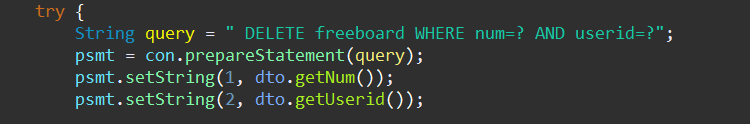 try {
String query = " DELETE freeboard WHERE num=? AND userid=?";
psmt = con.prepareStatement(query);
psmt.setString(1, dto.getNum());
psmt.setString(2, dto.getUserid());